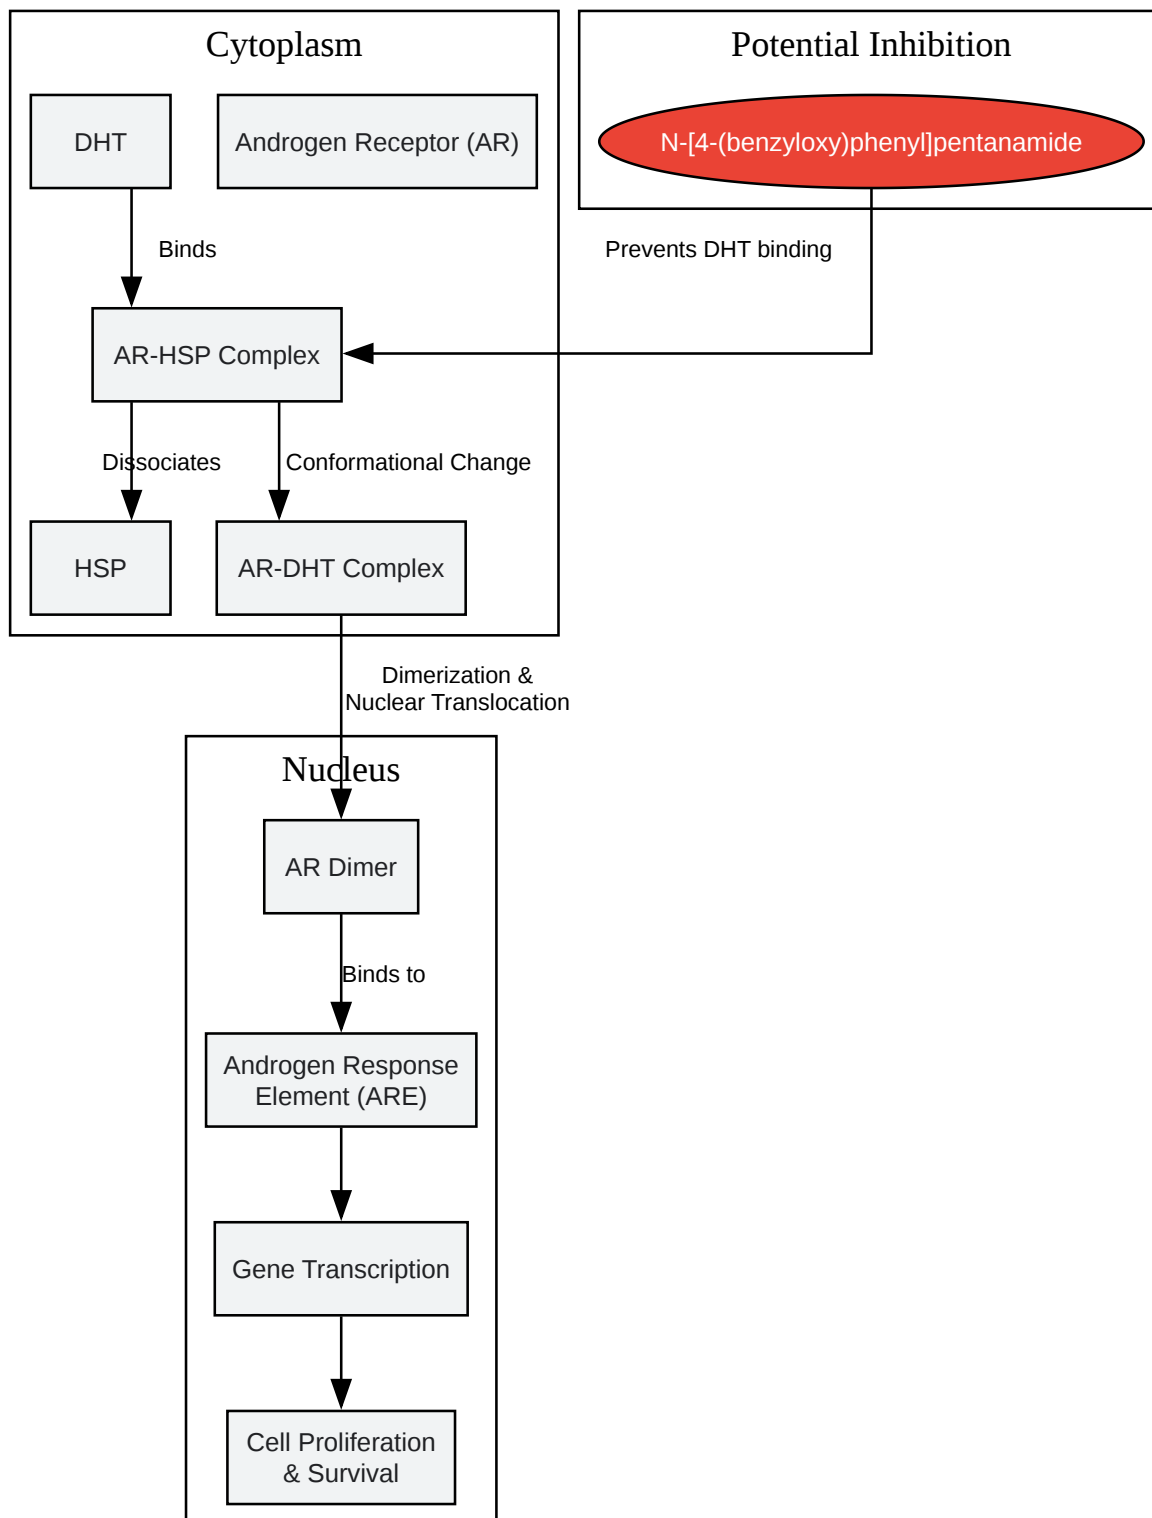 Cytoplasm
Potential Inhibition
DHT
Androgen Receptor (AR)
N-[4-(benzyloxy)phenyl]pentanamide
Binds
Prevents DHT binding
AR-HSP Complex
Dissociates
Conformational Change
HSP
AR-DHT Complex
Dimerization &
Nuclear Translocation
Nucleus
AR Dimer
Binds to
Androgen Response
Element (ARE)
Gene Transcription
Cell Proliferation
& Survival